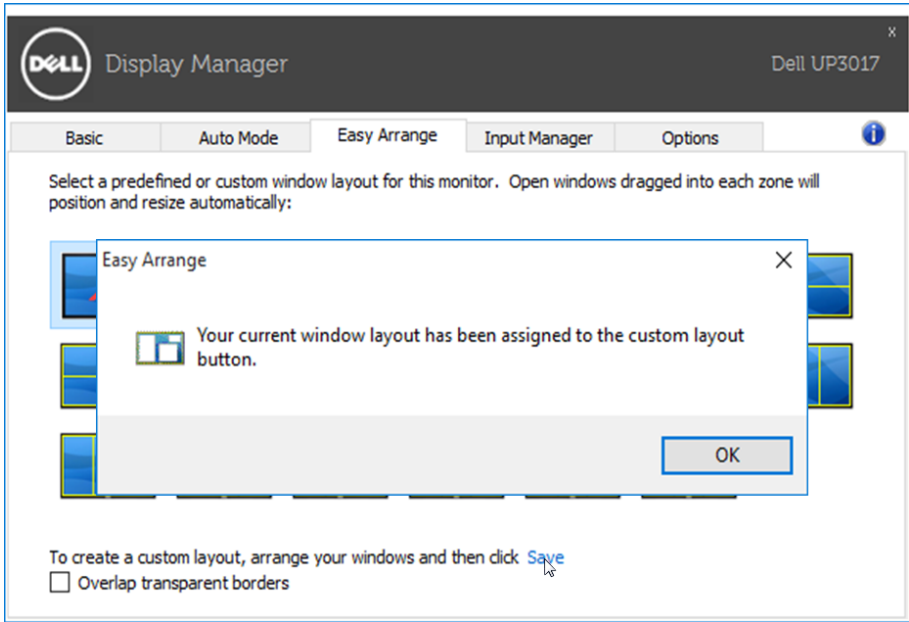 DELL
Display Manager
x
Dell UP3017
Basic
Auto Mode
Easy Arrange
Input Manager
Options
i
Select a predefined or custom window layout for this monitor.  Open windows dragged into each zone will
position and resize automatically:
Easy Arrange
Your current window layout has been assigned to the custom layout
button.
OK
To create a custom layout, arrange your windows and then click  Save
Overlap transparent borders